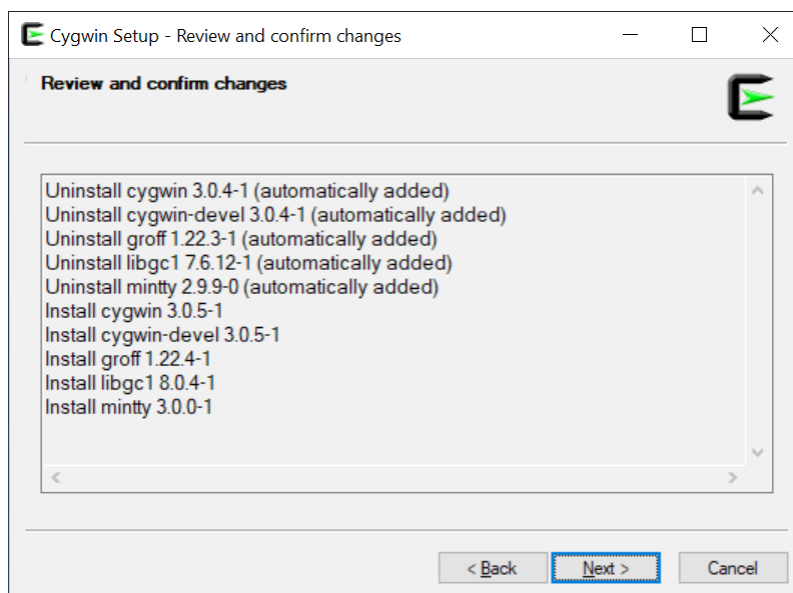 Cygwin Setup - Review and confirm changes
Review and confirm changes
Uninstall cygwin 3.0.4-1 (automatically added)
Uninstall cygwin-devel 3.0.4-1 (automatically added)
Uninstall groff 1.22.3-1 (automatically added)
Uninstall libgc1 7.6.12-1 (automatically added)
Uninstall mintty 2.9.9-0 (automatically added)
Install cygwin 3.0.5-1
Install cygwin-devel 3.0.5-1
Install groff 1.22.4-1
Install libgc1 8.0.4-1
Install mintty 3.0.0-1
< Back Next > Cancel